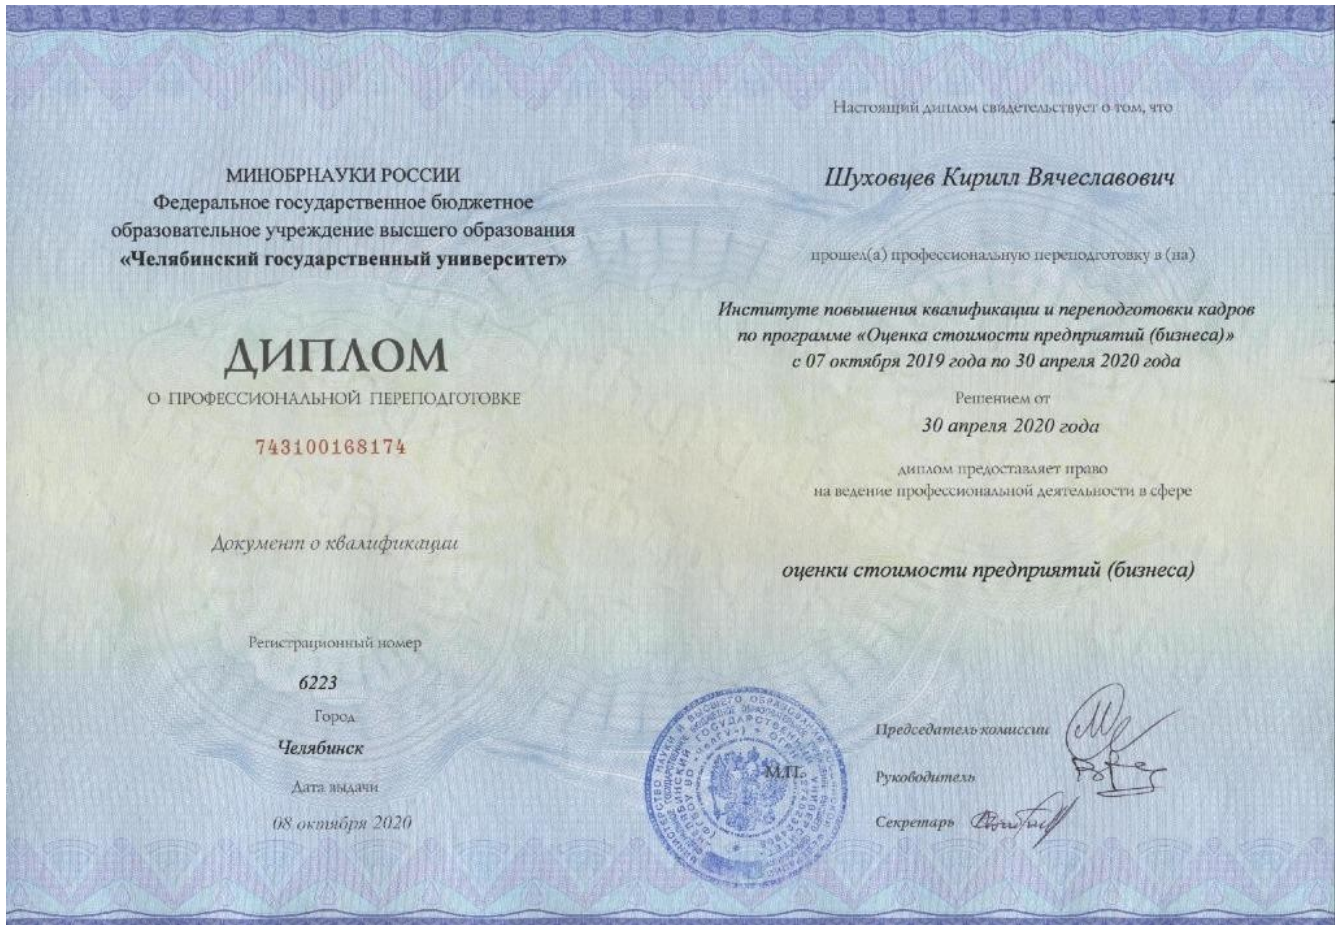 МИНОБРНАУКИ РОССИИ
Федеральное государственное бюджетное
образовательное учреждение высшего образования
«Челябинский государственный университет»
ДИПЛОМ
О ПРОФЕССИОНАЛЬНОЙ ПЕРЕПОДГОТОВКЕ
743100168174
Документ о квалификации
Регистрационный номер
6223
Город
Челябинск
Дата выдачи
08 октября 2020
Настоящий диплом свидетельствует о том, что
Шуховцев Кирилл Вячеславович
прошел(а) профессиональную переподготовку в (на)
Институте повышения квалификации и переподготовки кадров
по программе «Оценка стоимости предприятий (бизнеса)»
с 07 октября 2019 года по 30 апреля 2020 года
Решением от
30 апреля 2020 года
диплом предоставляет право
на ведение профессиональной деятельности в сфере
оценки стоимости предприятий (бизнеса)
М.П.
Председатель комиссии
Руководитель
Секретарь